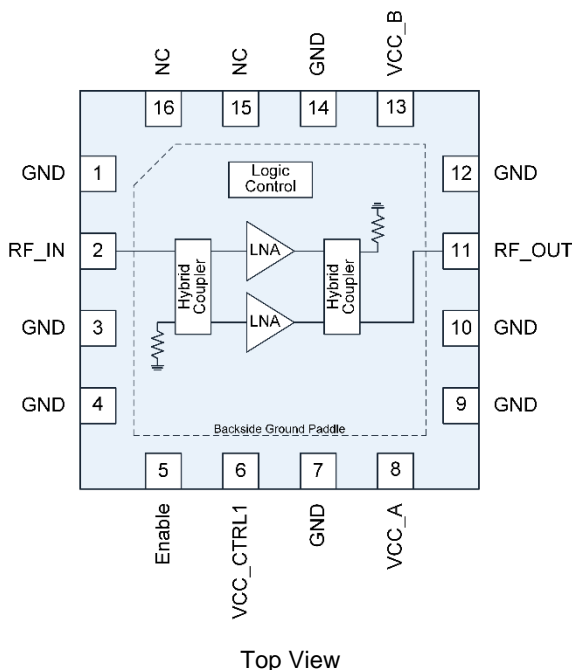 NC
NC
GND
VCC_B
16
15
14
13
GND
1
Logic
Control
12
GND
RF_IN
2
Hybrid
Coupler
LNA
Hybrid
Coupler
11
RF_OUT
GND
3
LNA
10
GND
GND
4
9
GND
Backside Ground Paddle
5
6
7
8
Enable
VCC_CTRL1
GND
VCC_A
Top View